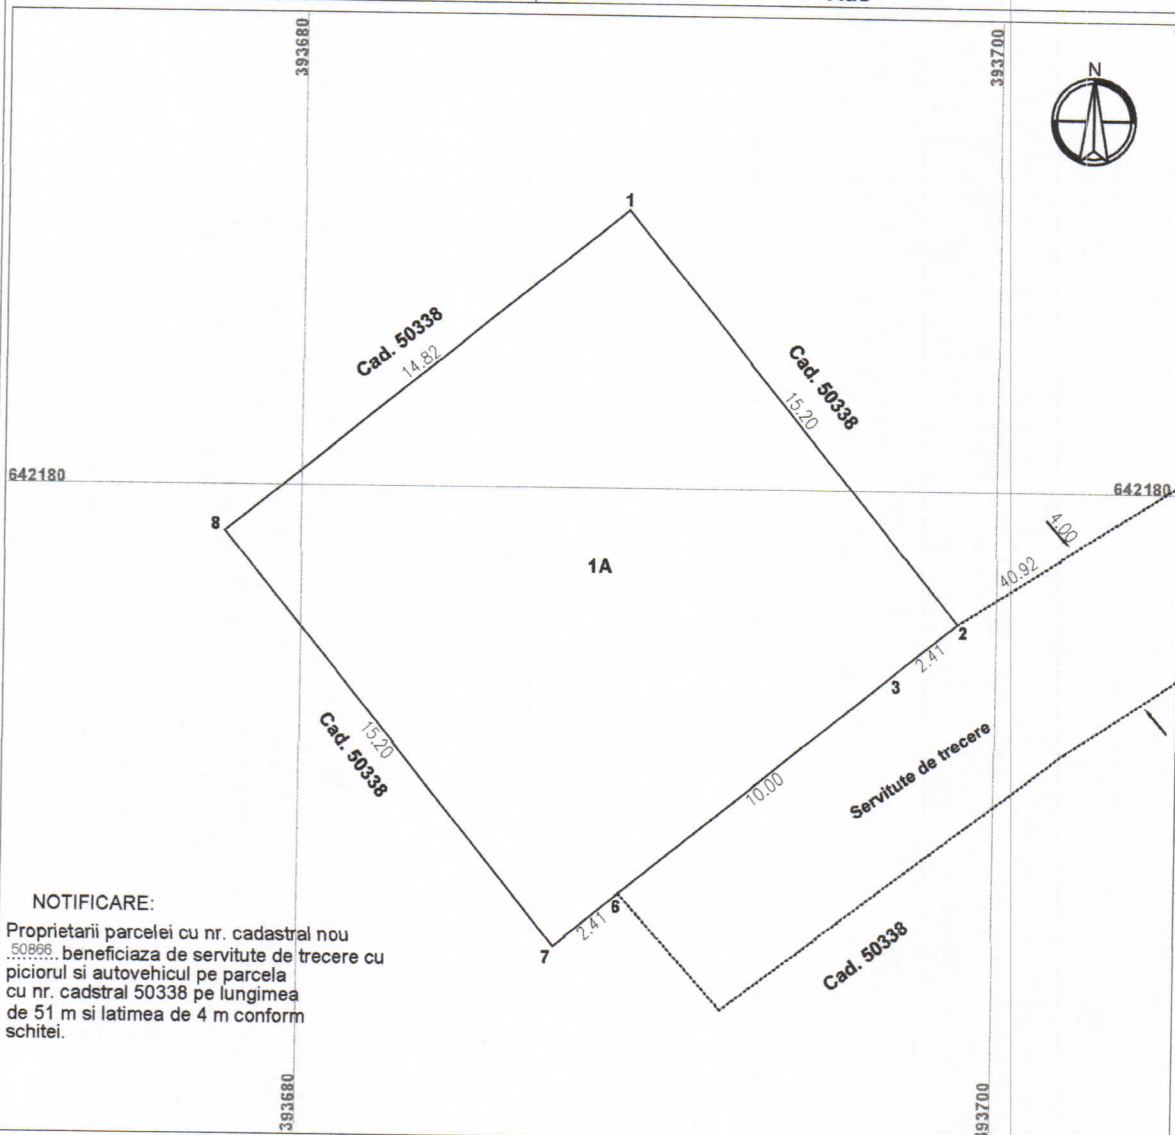 393680
393700
N
1
Cad. 50338
14.82
Cad. 50338
15.20
642180
642180
8
4.00
1A
40.92
2
2.41
3
Cad. 50338
15.20
Servitute de trecere
10.00
NOTIFICARE:
Proprietarii parcelei cu nr. cadastral nou
..50866.. beneficiaza de servitute de trecere cu
piciorul si autovehicul pe parcela
cu nr. cadstral 50338 pe lungimea
de 51 m si latimea de 4 m conform
schitei.
6
2.41
7
Cad. 50338
393680
393700